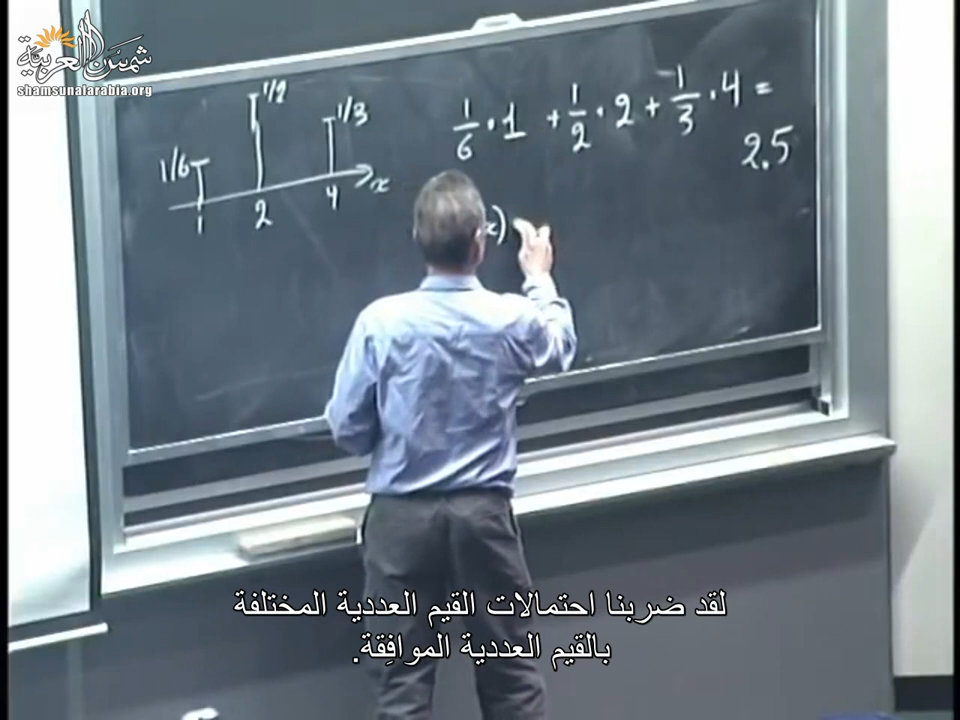 شمسنا العربية
shamsunalarabia.org
1/6 1/2 1/3
1 2 4 x
1/6 · 1 + 1/2 · 2 + 1/3 · 4 =
2.5
x)
لقد ضربنا احتمالات القيم العددية المختلفة
بالقيم العددية الموافِقة.